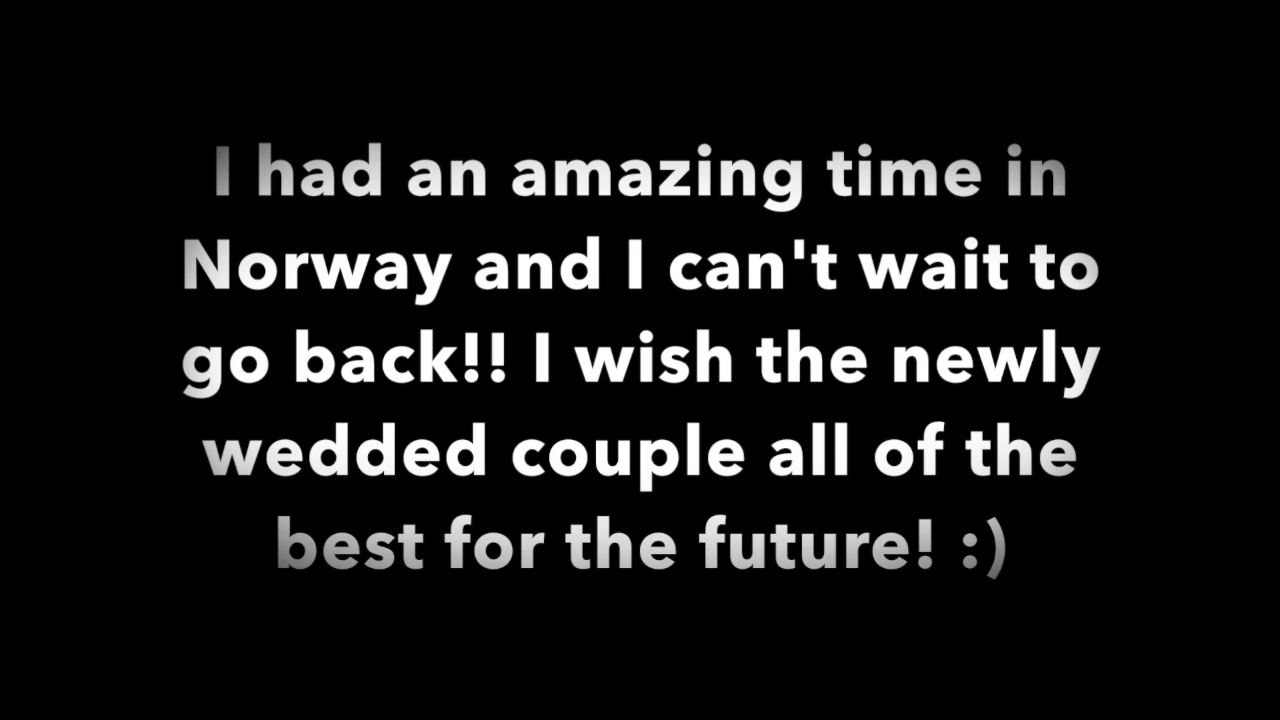 I had an amazing time in
Norway and I can't wait to
go back!! I wish the newly
wedded couple all of the
best for the future! :)